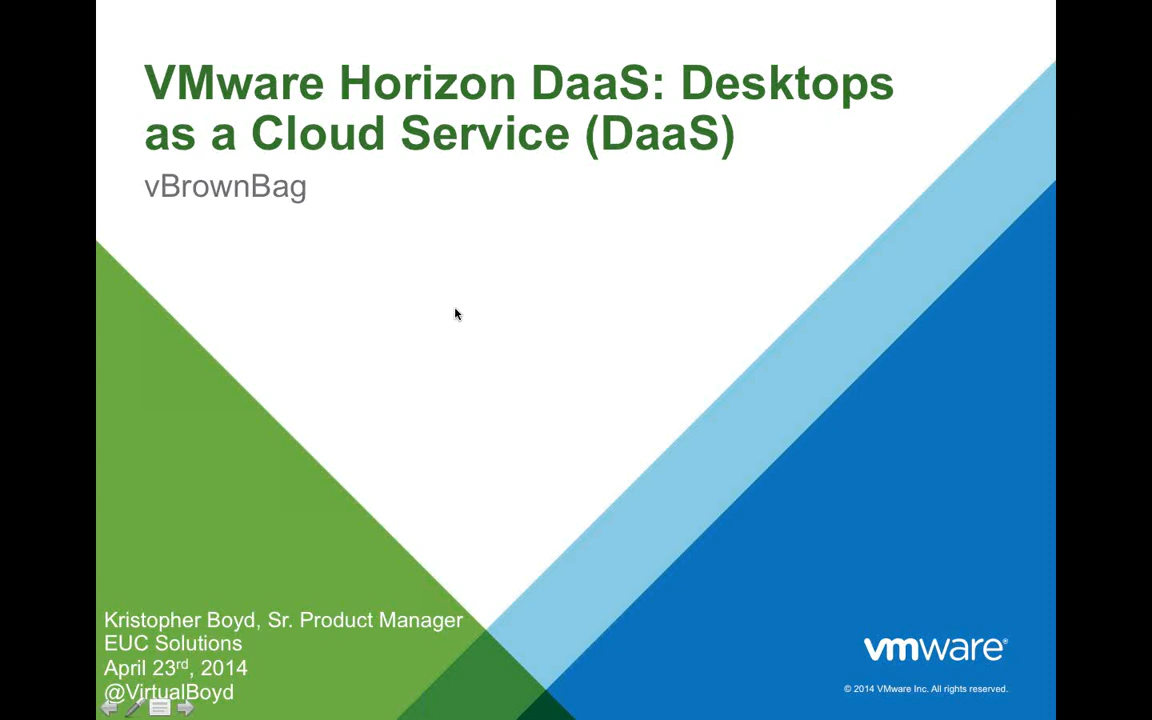 VMware Horizon DaaS: Desktops
as a Cloud Service (DaaS)
vBrownBag
Kristopher Boyd, Sr. Product Manager
EUC Solutions
April 23rd, 2014
@VirtualBoyd
vmware®
© 2014 VMware Inc. All rights reserved.